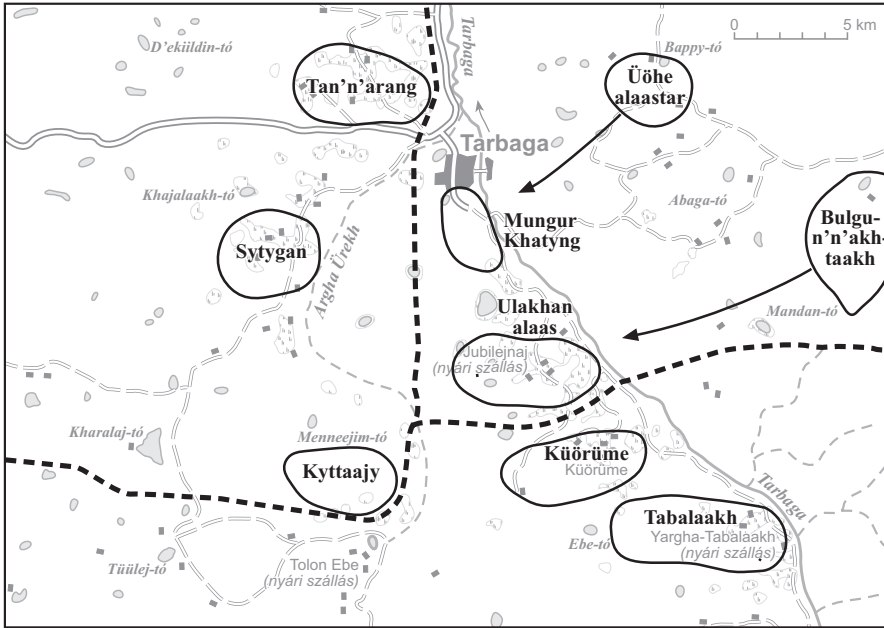 D'ekiildin-tó
Tarbaga
Bappy-tó
0 5 km
Tan'n'arang
Üöhe
alaastar
Tarbaga
Khajalaakh-tó
Abaga-tó
Mungur
Khatyng
Bulgu-
n'n'akh-
taakh
Sytygan
Argha Ürekh
Ulakhan
alaas
Mandan-tó
Jubilejnaj
(nyári szállás)
Kharalaj-tó
Menneejim-tó
Kyttaajy
Küörüme
Küörüme
Tarbaga
Tabalaakh
Yargha-Tabalaakh
(nyári szállás)
Ebe-tó
Tüülej-tó
Tolon Ebe
(nyári szállás)